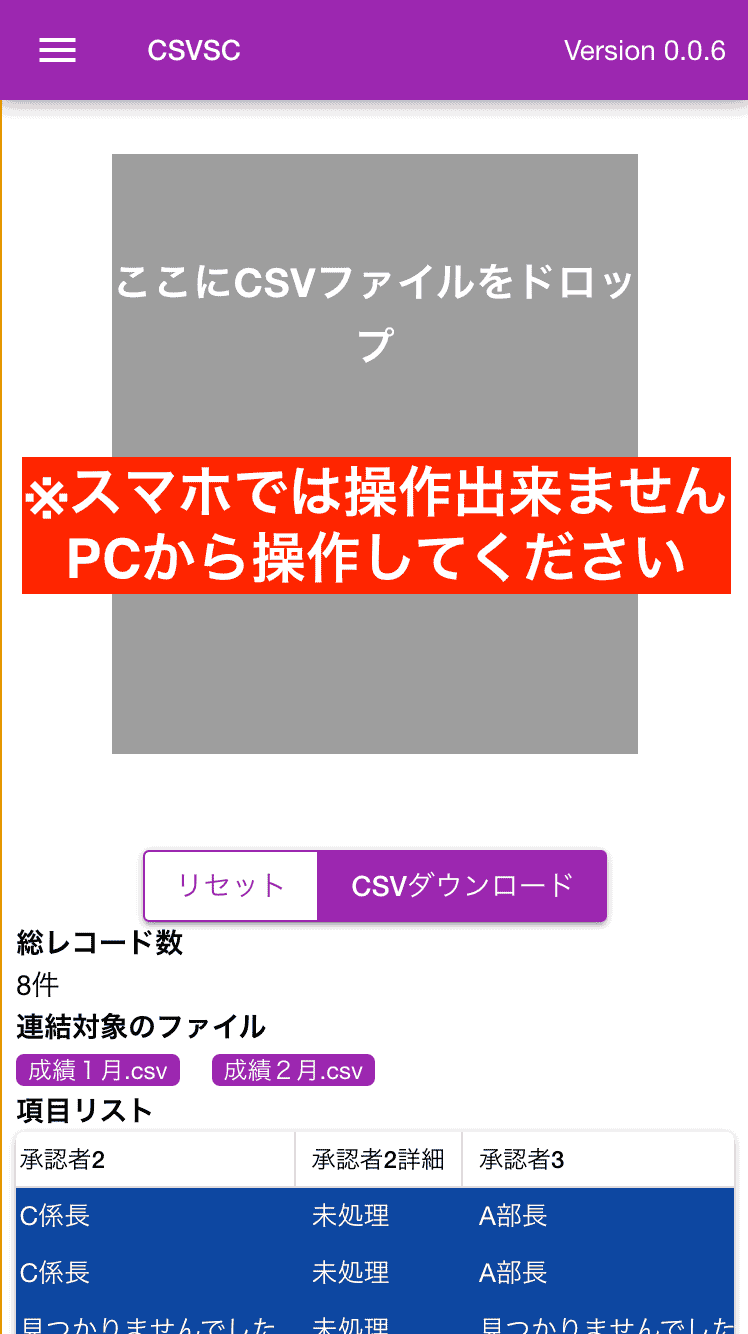 CSVSC
Version 0.0.6
ここにCSVファイルをドロッ
プ
※スマホでは操作出来ません
PCから操作してください
リセット
CSVダウンロード
総レコード数
8件
連結対象のファイル
成績１月.csv
成績２月.csv
項目リスト
承認者2 承認者2詳細 承認者3
C係長 未処理 A部長
C係長 未処理 A部長
見つかりませんでした 未処理 見つかりませんでした